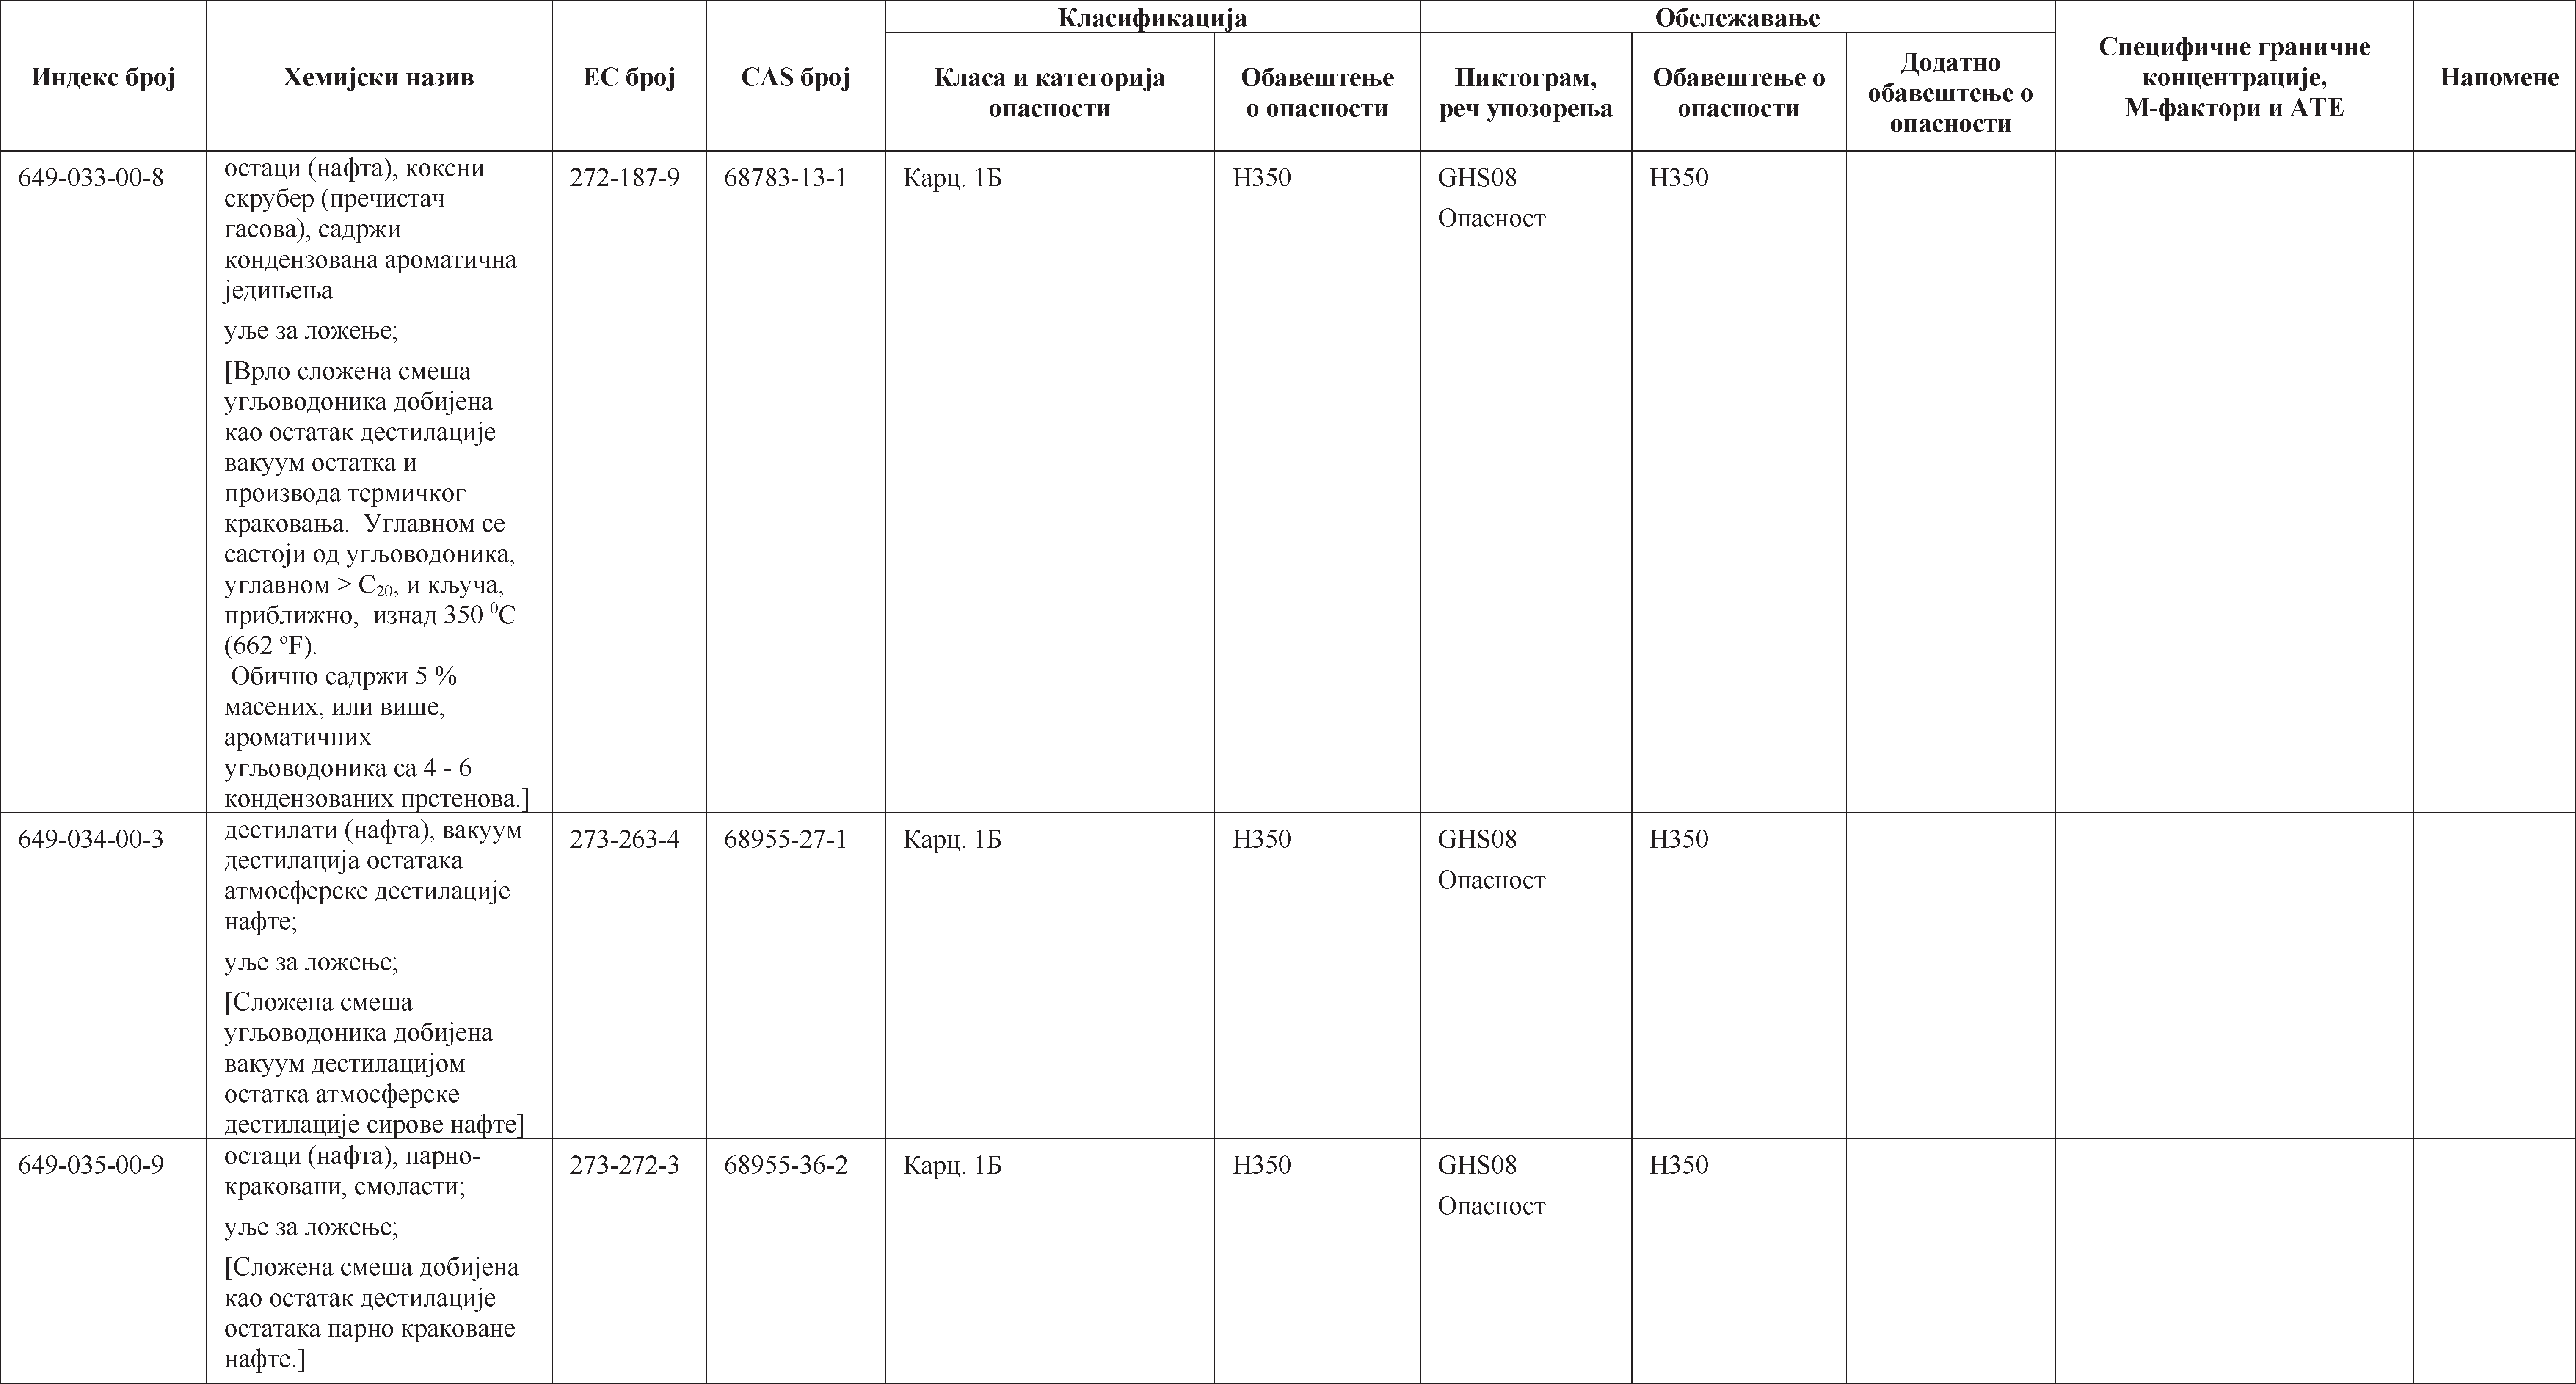 Индекс број
Хемијски назив
ЕС број
CAS број
Класификација
Обележавање
Класа и категорија
опасности
Обавештење
о опасности
Пиктограм,
реч упозорења
Обавештење о
опасности
Додатно
обавештење о
опасности
Специфичне граничне
концентрације,
М-фактори и АТЕ
Напомене
649-033-00-8
остаци (нафта), коксни
скрубер (пречистач
гасова), садржи
кондензована ароматична
једињења
уље за ложење;
[Врло сложена смеша
угљоводоника добијена
као остатак дестилације
вакуум остатка и
производа термичког
краковања.  Углавном се
састоји од угљоводоника,
углавном > C₂₀, и кључа,
приближно,  изнад 350 ⁰C
(662 ºF).
Обично садржи 5 %
масених, или више,
ароматичних
угљоводоника са 4 - 6
кондензованих прстенова.]
272-187-9
68783-13-1
Карц. 1Б
H350
GHS08
Опасност
H350
649-034-00-3
дестилати (нафта), вакуум
дестилација остатака
атмосферске дестилације
нафте;
уље за ложење;
[Сложена смеша
угљоводоника добијена
вакуум дестилацијом
остатка атмосферске
дестилације сирове нафте]
273-263-4
68955-27-1
Карц. 1Б
H350
GHS08
Опасност
H350
649-035-00-9
остаци (нафта), парно-
краковани, смоласти;
уље за ложење;
[Сложена смеша добијена
као остатак дестилације
остатака парно краковане
нафте.]
273-272-3
68955-36-2
Карц. 1Б
H350
GHS08
Опасност
H350